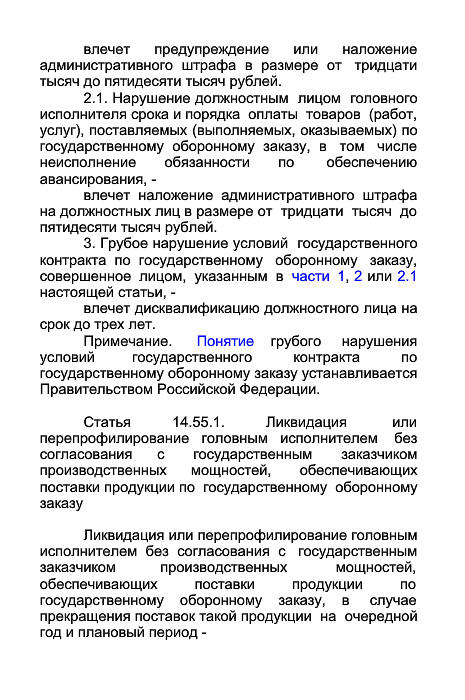 влечет предупреждение или наложение
административного штрафа в размере от тридцати
тысяч до пятидесяти тысяч рублей.
2.1. Нарушение должностным лицом головного
исполнителя срока и порядка оплаты товаров (работ,
услуг), поставляемых (выполняемых, оказываемых) по
государственному оборонному заказу, в том числе
неисполнение обязанности по обеспечению
авансирования, -
влечет наложение административного штрафа
на должностных лиц в размере от тридцати тысяч до
пятидесяти тысяч рублей.
3. Грубое нарушение условий государственного
контракта по государственному оборонному заказу,
совершенное лицом, указанным в части 1, 2 или 2.1
настоящей статьи, -
влечет дисквалификацию должностного лица на
срок до трех лет.
Примечание. Понятие грубого нарушения
условий государственного контракта по
государственному оборонному заказу устанавливается
Правительством Российской Федерации.
Статья 14.55.1. Ликвидация или
перепрофилирование головным исполнителем без
согласования с государственным заказчиком
производственных мощностей, обеспечивающих
поставки продукции по государственному оборонному
заказу
Ликвидация или перепрофилирование головным
исполнителем без согласования с государственным
заказчиком производственных мощностей,
обеспечивающих поставки продукции по
государственному оборонному заказу, в случае
прекращения поставок такой продукции на очередной
год и плановый период -